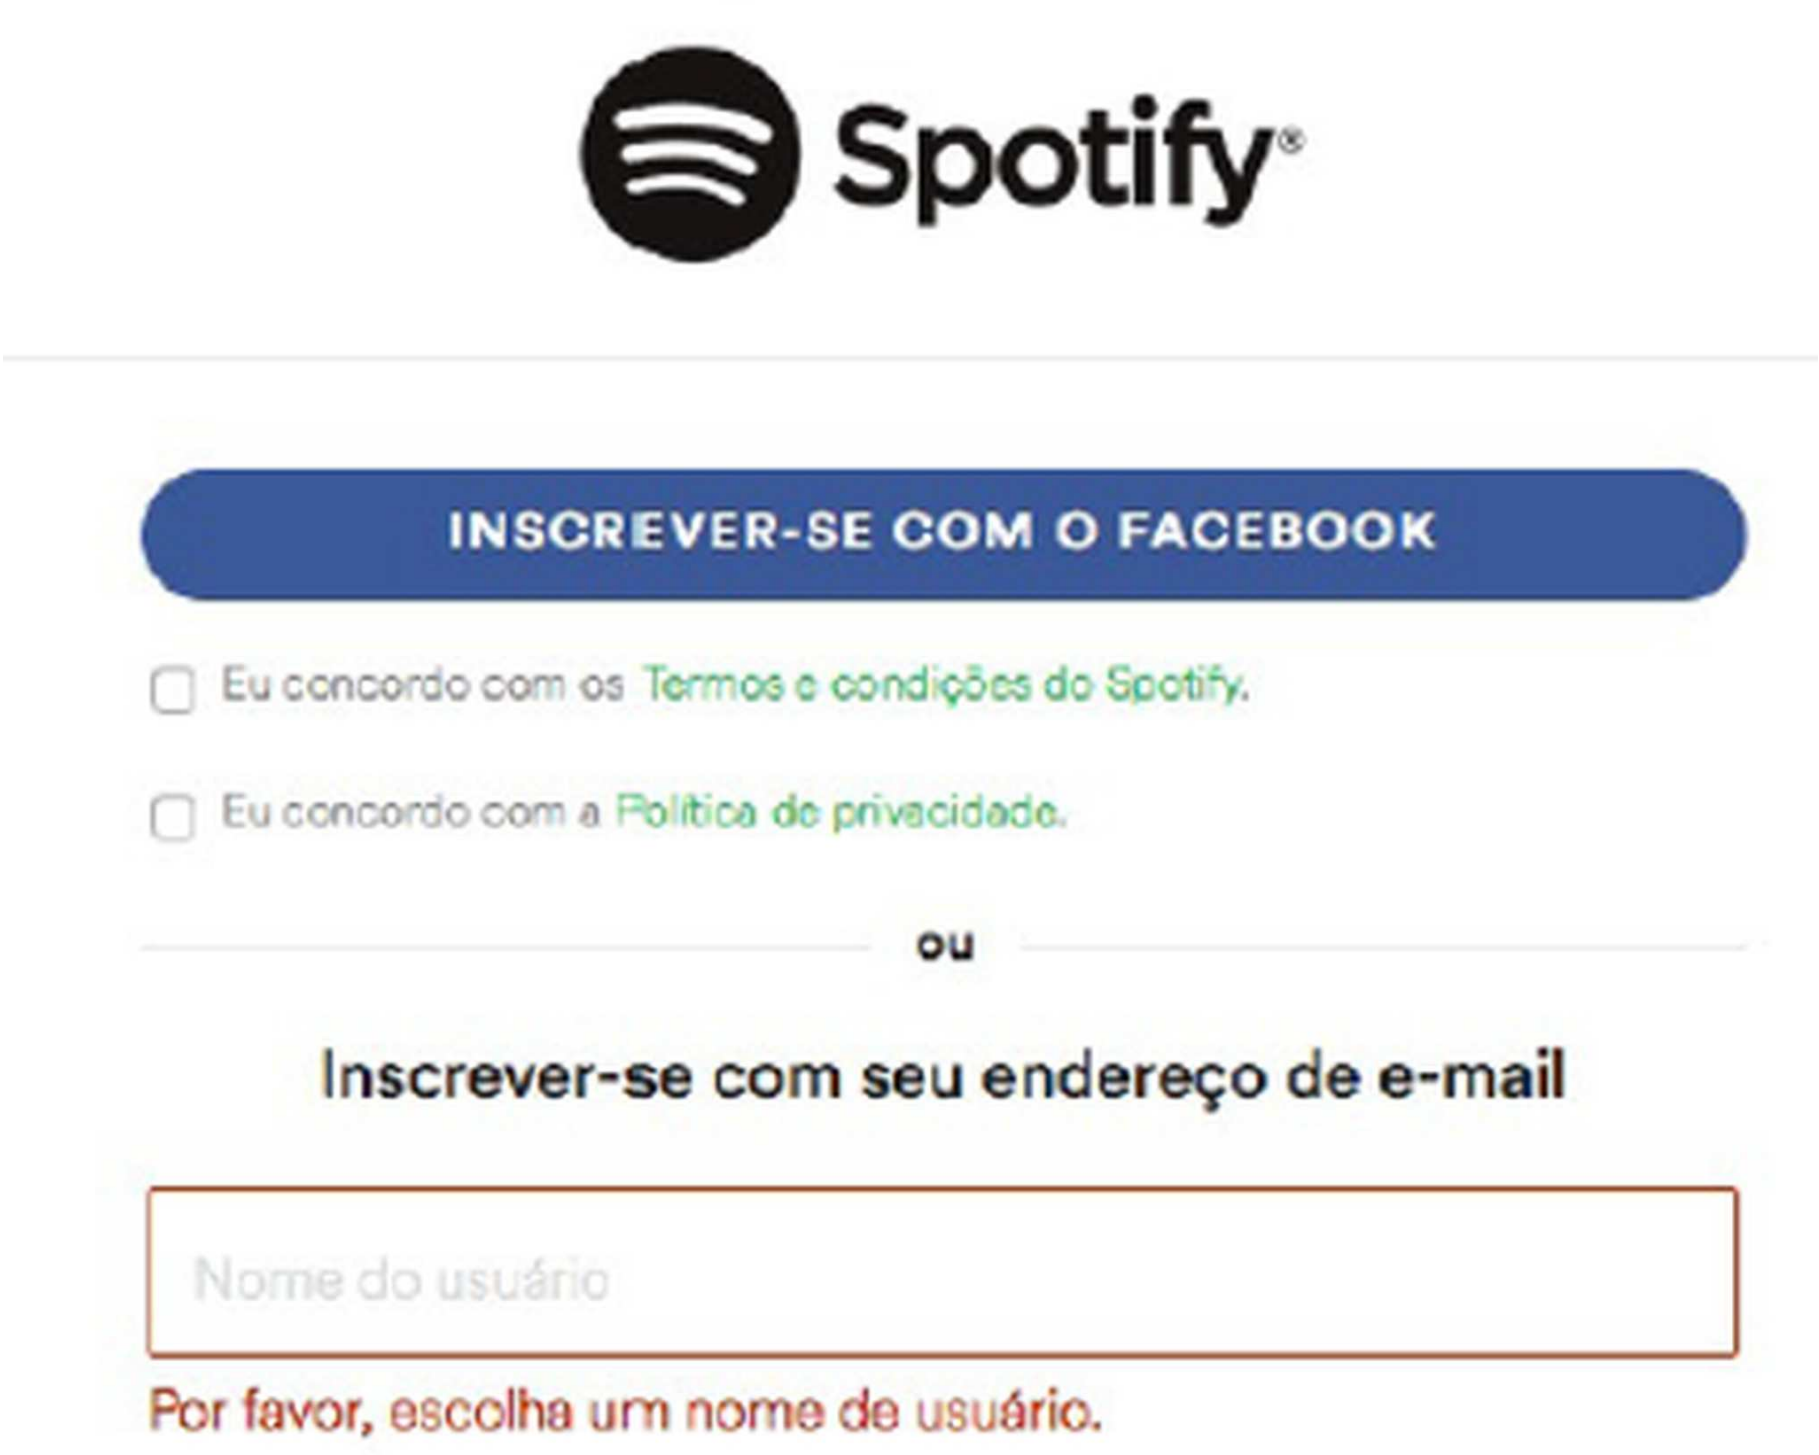 Spotify®
INSCREVER-SE COM O FACEBOOK
Eu concordo com os Termos e condições do Spotify.
Eu concordo com a Política de privacidade.
ou
Inscrever-se com seu endereço de e-mail
Nome do usuário
Por favor, escolha um nome de usuário.